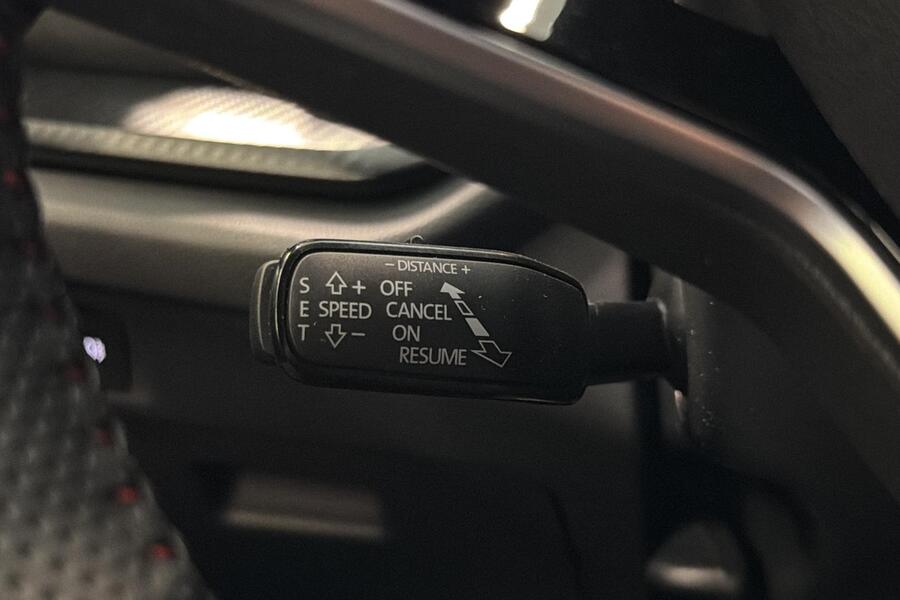 − DISTANCE +
S + OFF
E SPEED CANCEL
T − ON
RESUME